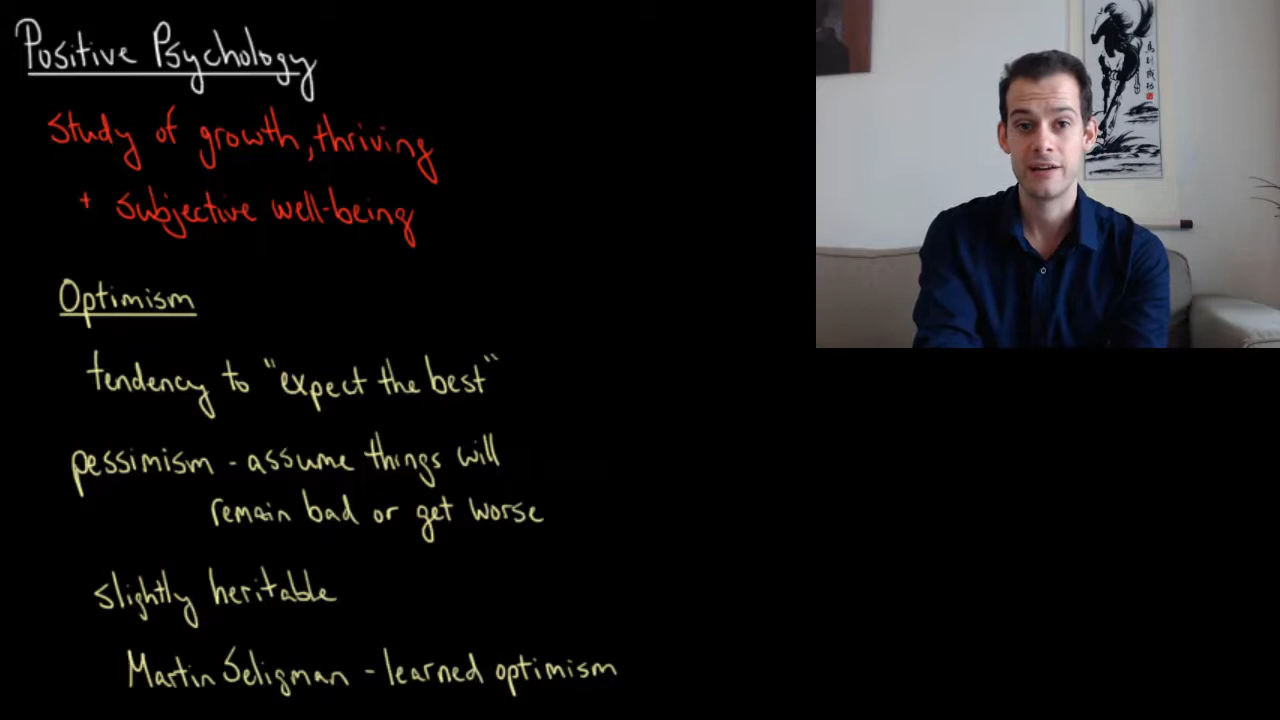 Positive Psychology
study of growth, thriving
+ subjective well-being
Optimism
tendency to "expect the best"
pessimism - assume things will
remain bad or get worse
slightly heritable
Martin Seligman - learned optimism